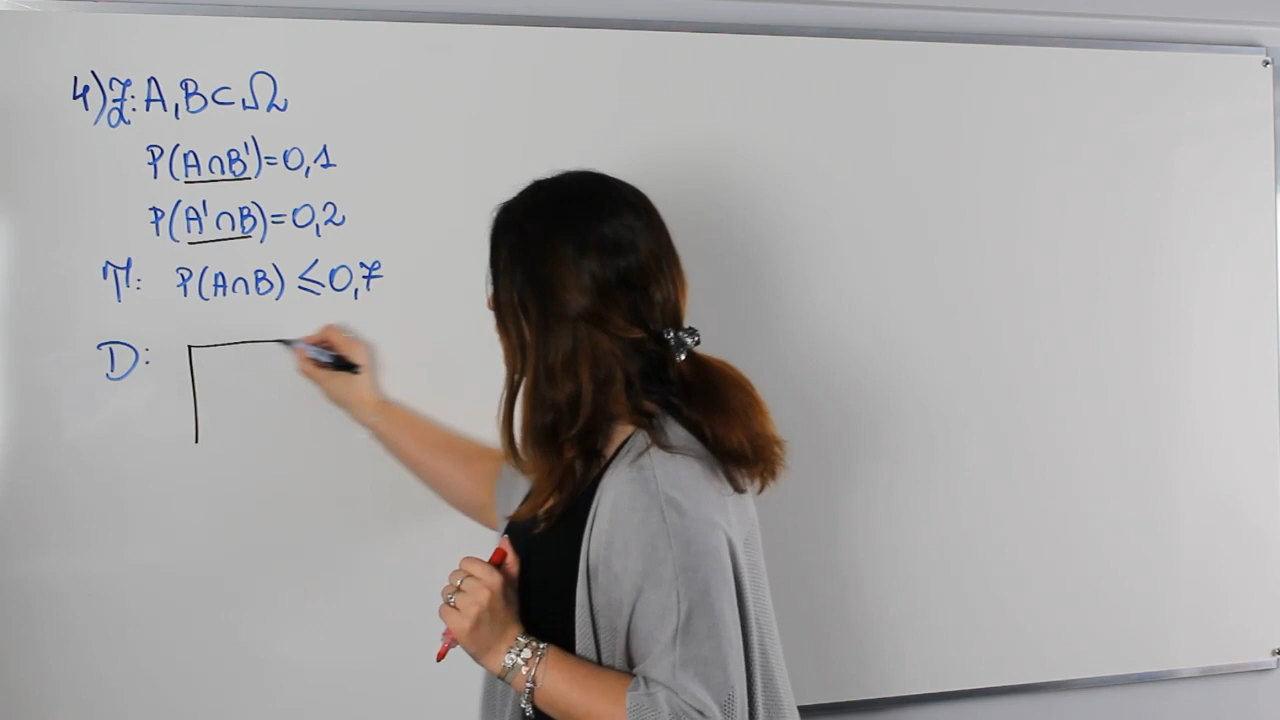 4) Z: A, B ⊂ Ω
P(A∩B')=0,1
P(A'∩B)=0,2
T: P(A∩B) ≤ 0,7
D: